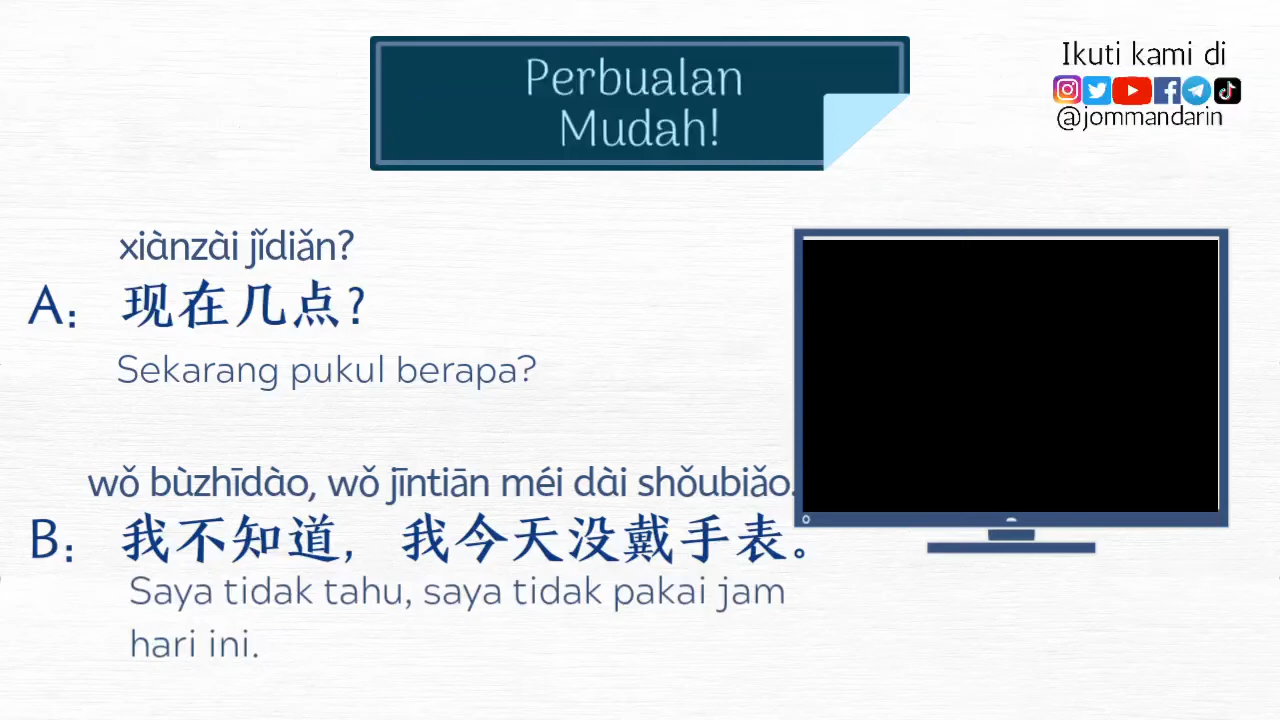 Perbualan
Mudah!
Ikuti kami di
@jommandarin
xiànzài jǐdiǎn?
A：现在几点？
Sekarang pukul berapa?
wǒ bùzhīdào, wǒ jīntiān méi dài shǒubiǎo.
B：我不知道，我今天没戴手表。
Saya tidak tahu, saya tidak pakai jam
hari ini.